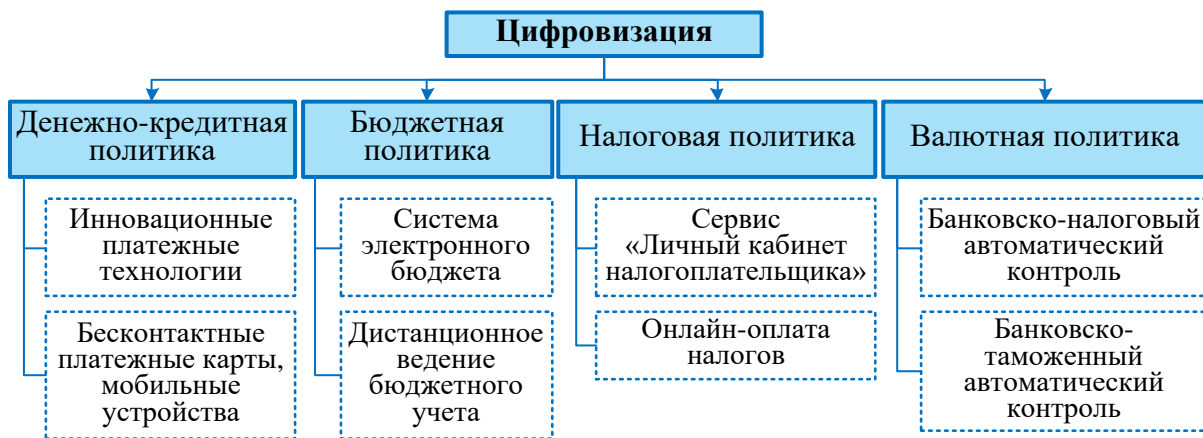 Цифровизация
Денежно-кредитная
политика
Бюджетная
политика
Налоговая политика
Валютная политика
Инновационные
платежные
технологии
Бесконтактные
платежные карты,
мобильные
устройства
Система
электронного
бюджета
Дистанционное
ведение
бюджетного
учета
Сервис
«Личный кабинет
налогоплательщика»
Онлайн-оплата
налогов
Банковско-налоговый
автоматический
контроль
Банковско-
таможенный
автоматический
контроль